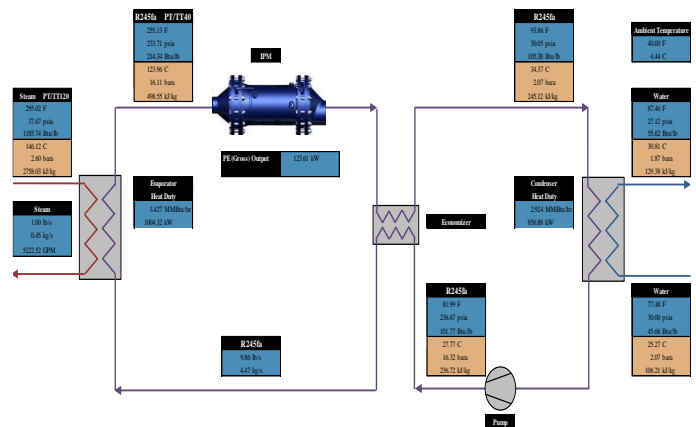 R245fa PT/TT40
255.13 F
233.71 psia
214.34 Btu/lb
123.96 C
16.11 bara
498.55 kJ/kg
IPM
R245fa
93.86 F
30.05 psia
105.38 Btu/lb
34.37 C
2.07 bara
245.12 kJ/kg
Ambient Temperature
40.00 F
4.44 C
Steam PT/TT120
295.02 F
37.67 psia
1185.74 Btu/lb
146.12 C
2.60 bara
2758.03 kJ/kg
Water
87.46 F
27.12 psia
55.62 Btu/lb
30.81 C
1.87 bara
129.38 kJ/kg
PE (Gross) Output 123.61 kW
Evaporator
Heat Duty
3.427 MMBtu/hr
1004.32 kW
Condenser
Heat Duty
2.924 MMBtu/hr
856.88 kW
Steam
1.00 lb/s
0.45 kg/s
5222.52 GPM
Economizer
R245fa
81.99 F
236.67 psia
101.77 Btu/lb
27.77 C
16.32 bara
236.72 kJ/kg
Water
77.48 F
30.00 psia
45.66 Btu/lb
25.27 C
2.07 bara
106.21 kJ/kg
R245fa
9.86 lb/s
4.47 kg/s
Pump